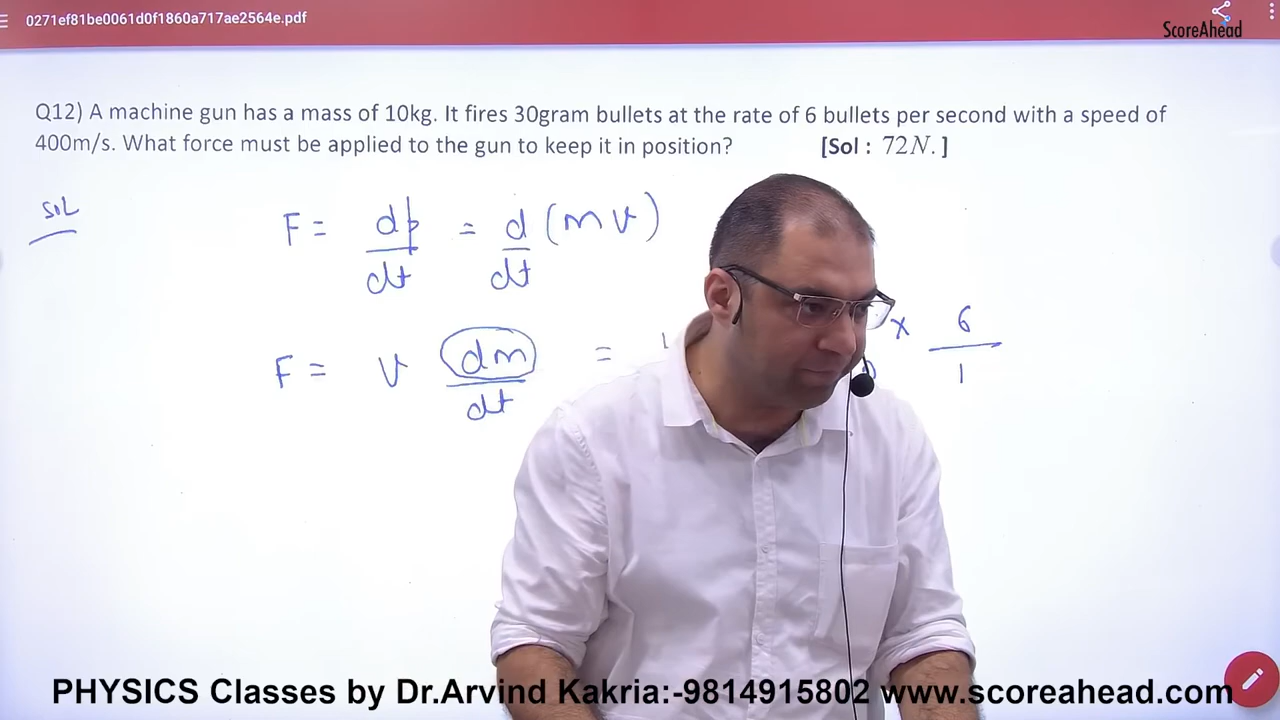 0271ef81be0061d0f1860a717ae2564e.pdf
ScoreAhead
Q12) A machine gun has a mass of 10kg. It fires 30gram bullets at the rate of 6 bullets per second with a speed of
400m/s. What force must be applied to the gun to keep it in position? [Sol : 72N. ]
Sol
F = dp/dt = d/dt (mv)
F = v dm/dt = x 6/1
PHYSICS Classes by Dr.Arvind Kakria:-9814915802 www.scoreahead.com